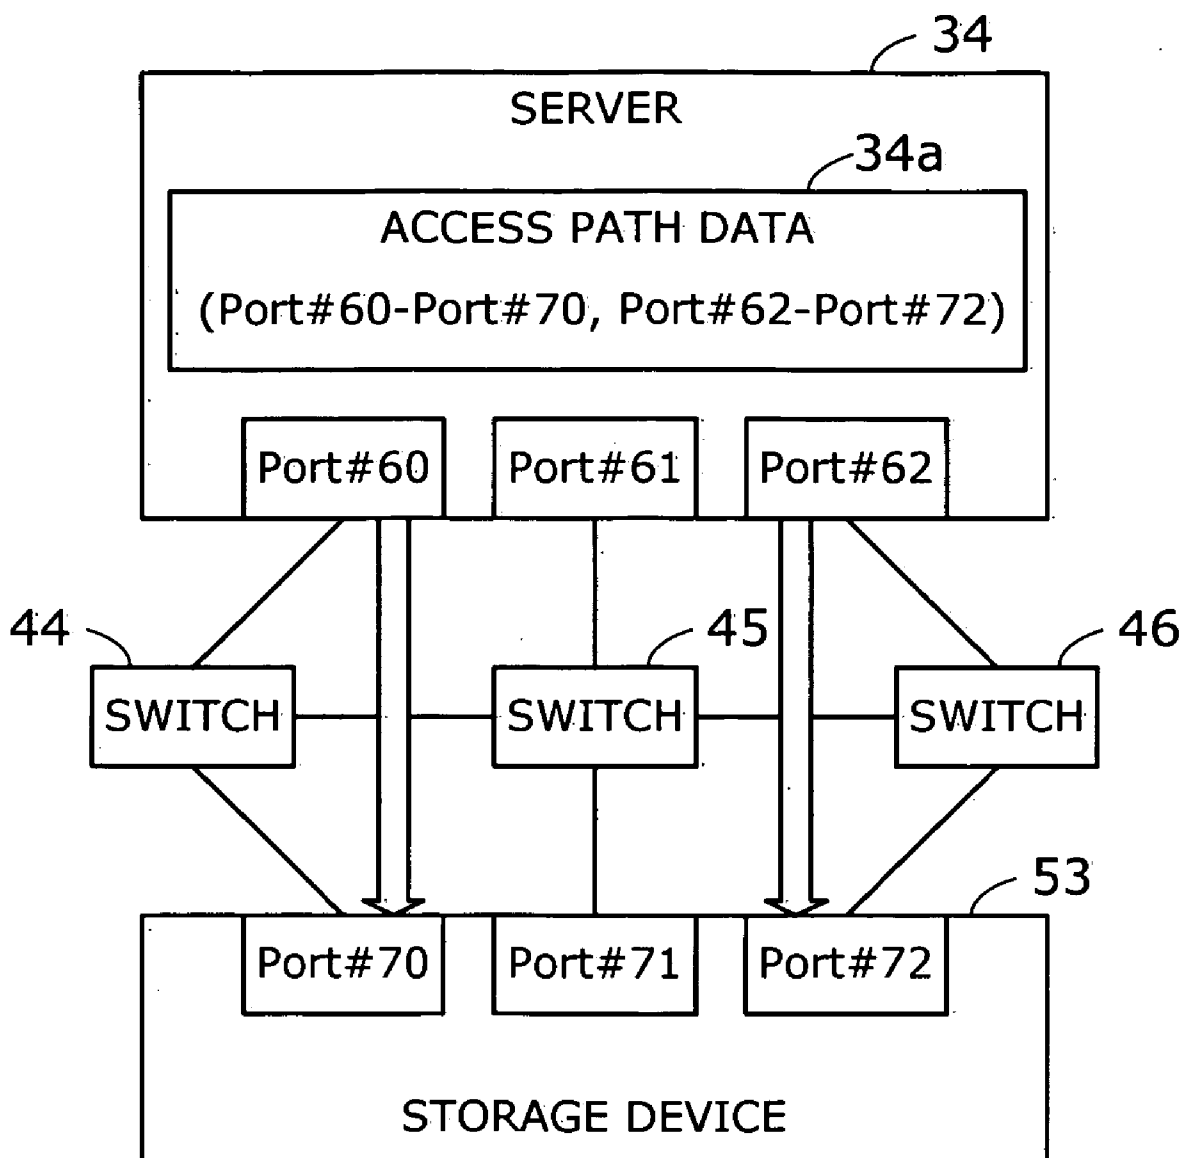 34
SERVER
34a
ACCESS PATH DATA
(Port#60-Port#70, Port#62-Port#72)
Port#60 Port#61 Port#62
44 45 46
SWITCH SWITCH SWITCH
53
Port#70 Port#71 Port#72
STORAGE DEVICE